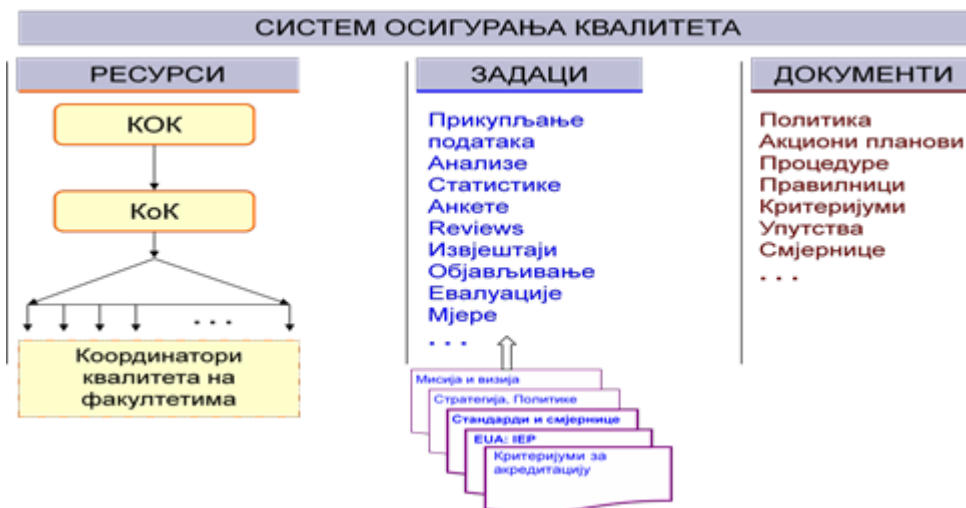 СИСТЕМ ОСИГУРАЊА КВАЛИТЕТА
РЕСУРСИ
КОК
КоК
. . .
Координатори
квалитета на
факултетима
ЗАДАЦИ
Прикупљање
података
Анализе
Статистике
Анкете
Reviews
Извјештаји
Објављивање
Евалуације
Мјере
. . .
Мисија и визија
Стратегија, Политике
Стандарди и смјернице
EUA: IEP
Критеријуми за
акредитацију
ДОКУМЕНТИ
Политика
Акциони планови
Процедуре
Правилници
Критеријуми
Упутства
Смјернице
. . .